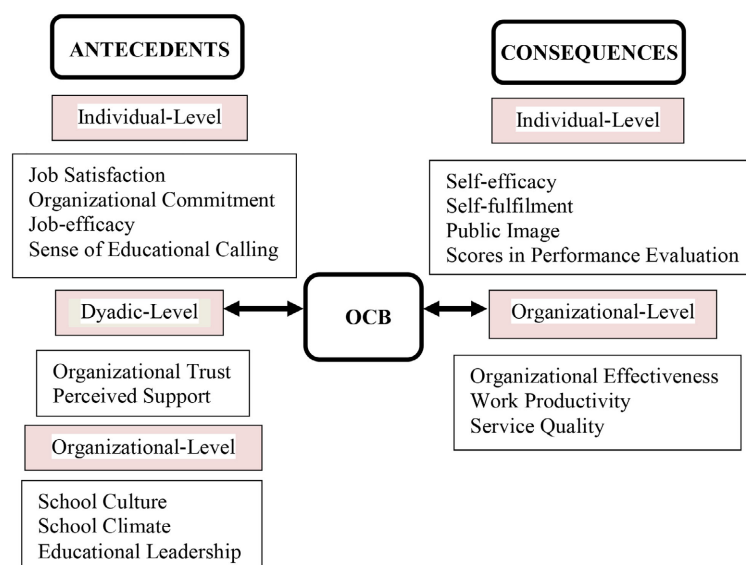 ANTECEDENTS
Individual-Level
Job Satisfaction
Organizational Commitment
Job-efficacy
Sense of Educational Calling
Dyadic-Level
Organizational Trust
Perceived Support
Organizational-Level
School Culture
School Climate
Educational Leadership
OCB
CONSEQUENCES
Individual-Level
Self-efficacy
Self-fulfilment
Public Image
Scores in Performance Evaluation
Organizational-Level
Organizational Effectiveness
Work Productivity
Service Quality